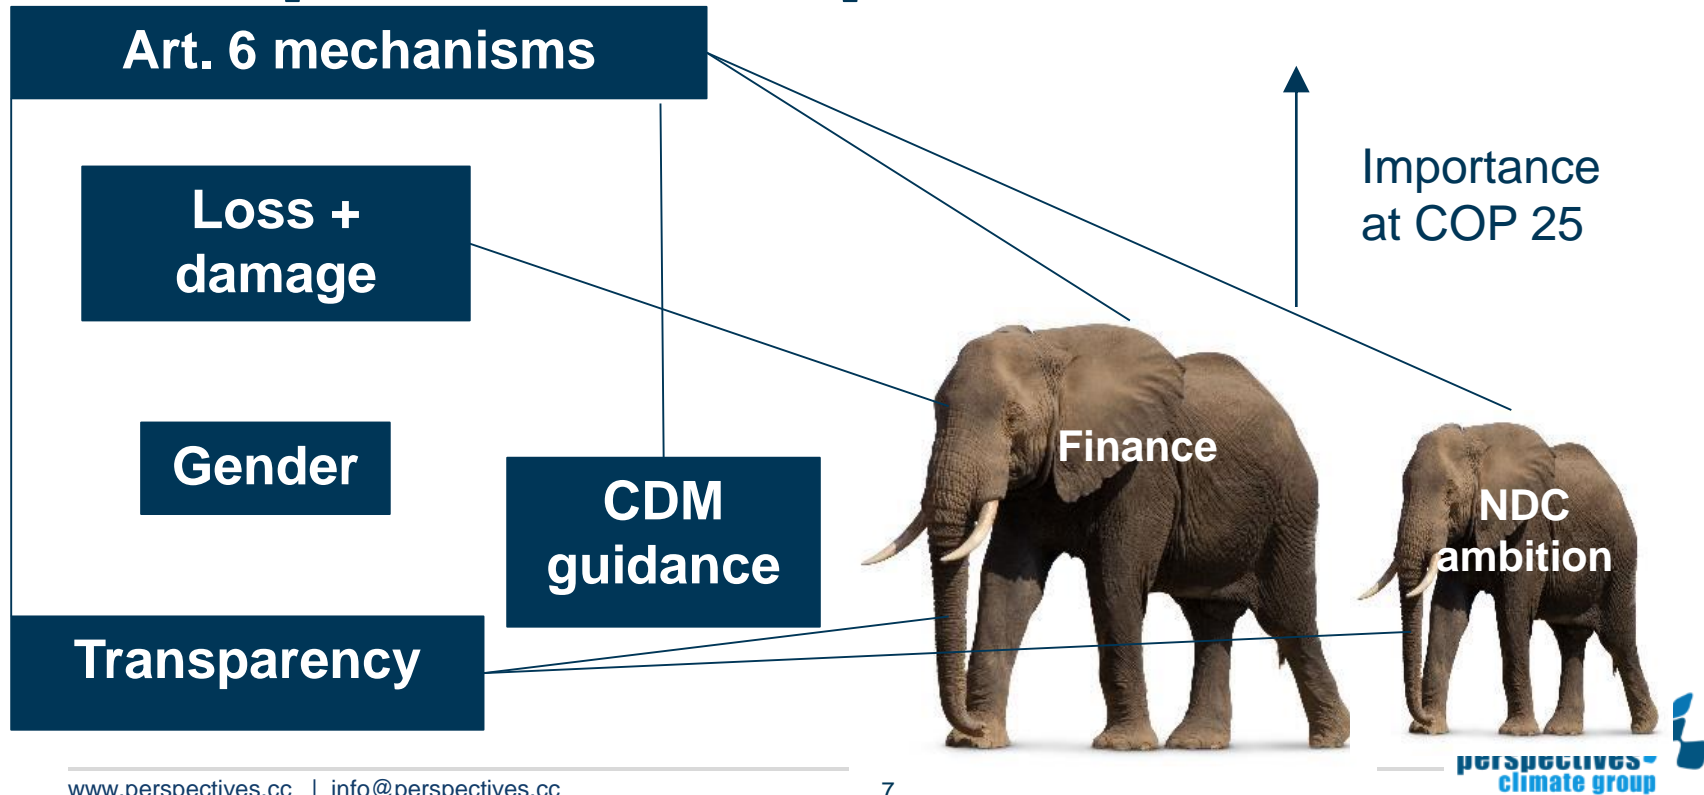 Art. 6 mechanisms
Loss +
damage
Importance
at COP 25
Gender
Finance
CDM
guidance
NDC
ambition
Transparency
www.perspectives.cc | info@perspectives.cc
7
perspectives
climate group